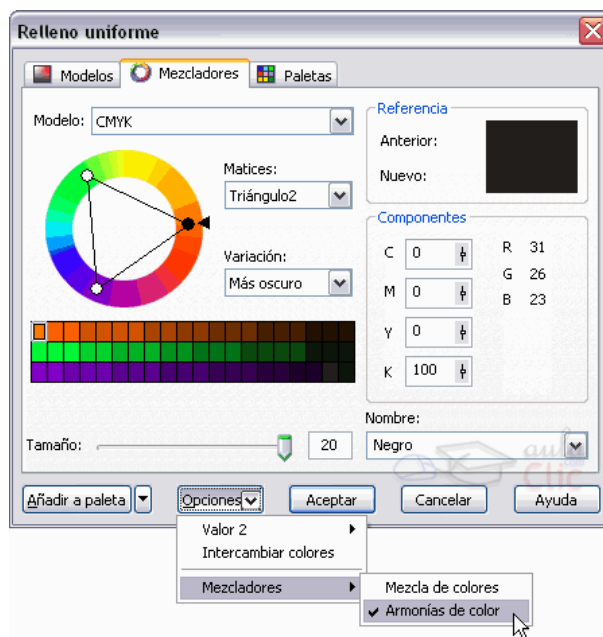 Relleno uniforme
Modelos Mezcladores Paletas
Modelo: CMYK
Matices:
Triángulo2
Variación:
Más oscuro
Referencia
Anterior:
Nuevo:
Componentes
C 0 R 31
M 0 G 26
Y 0 B 23
K 100
Tamaño: 20
Nombre:
Negro
aulaClic
Añadir a paleta Opciones Aceptar Cancelar Ayuda
Valor 2
Intercambiar colores
Mezcladores
Mezcla de colores
Armonías de color